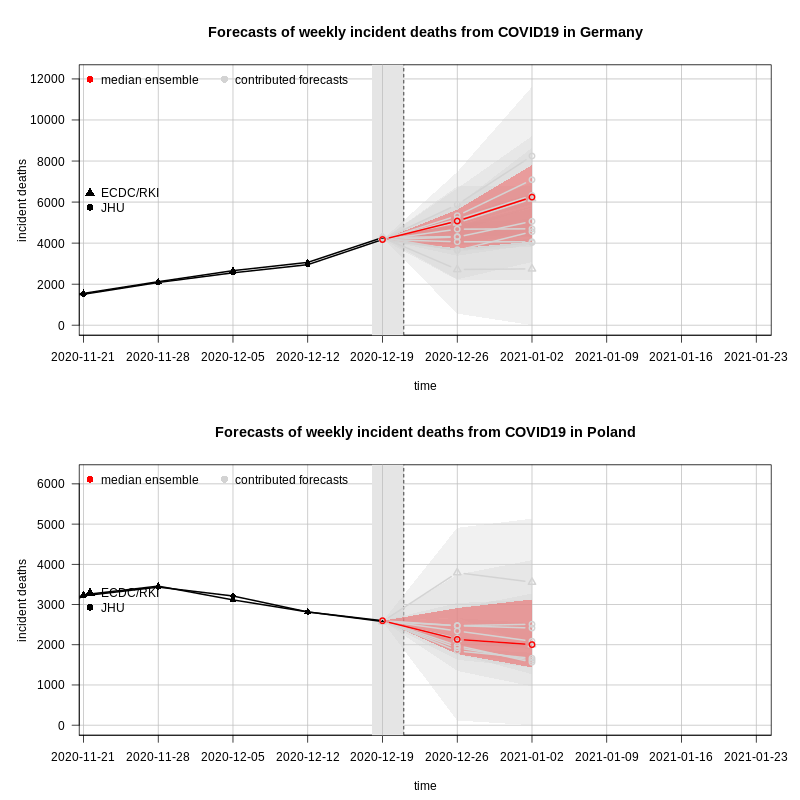 Forecasts of weekly incident deaths from COVID19 in Germany
12000
10000
8000
6000
4000
2000
0
incident deaths
median ensemble
contributed forecasts
ECDC/RKI
JHU
2020-11-21 2020-11-28 2020-12-05 2020-12-12 2020-12-19 2020-12-26 2021-01-02 2021-01-09 2021-01-16 2021-01-23
time
Forecasts of weekly incident deaths from COVID19 in Poland
6000
5000
4000
3000
2000
1000
0
incident deaths
median ensemble
contributed forecasts
ECDC/RKI
JHU
2020-11-21 2020-11-28 2020-12-05 2020-12-12 2020-12-19 2020-12-26 2021-01-02 2021-01-09 2021-01-16 2021-01-23
time